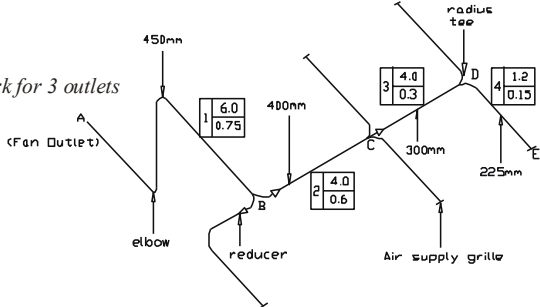 radius
tee
450mm
ck for 3 outlets
A
(Fan Outlet)
1 6.0
0.75
400mm
3 4.0
0.3
D
4 1.2
0.15
C
300mm
E
225mm
B
2 4.0
0.6
elbow
reducer
Air supply grille